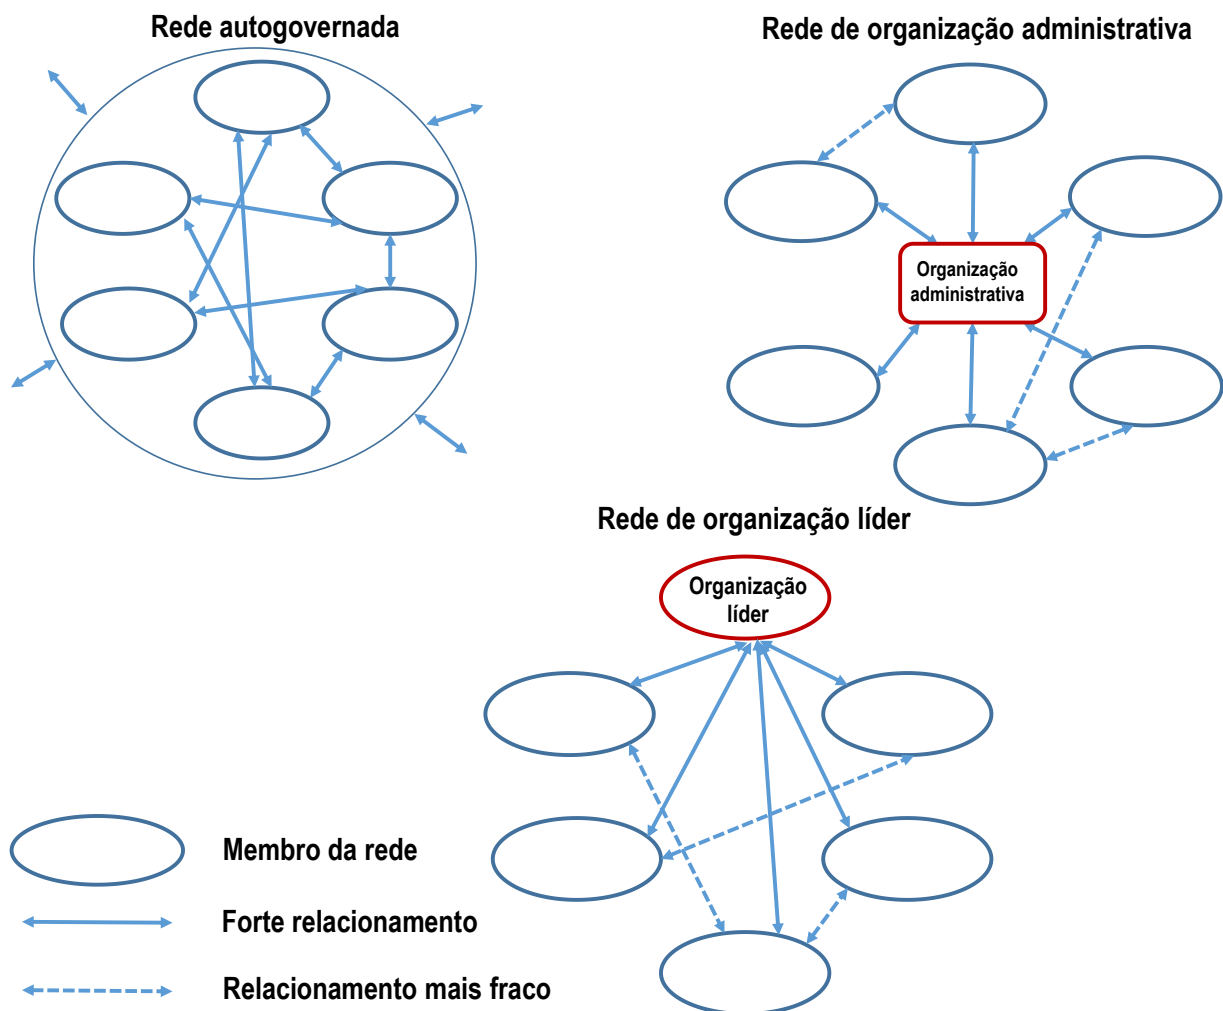 Rede autogovernada
Rede de organização administrativa
Organização
administrativa
Rede de organização líder
Organização
líder
Membro da rede
Forte relacionamento
Relacionamento mais fraco